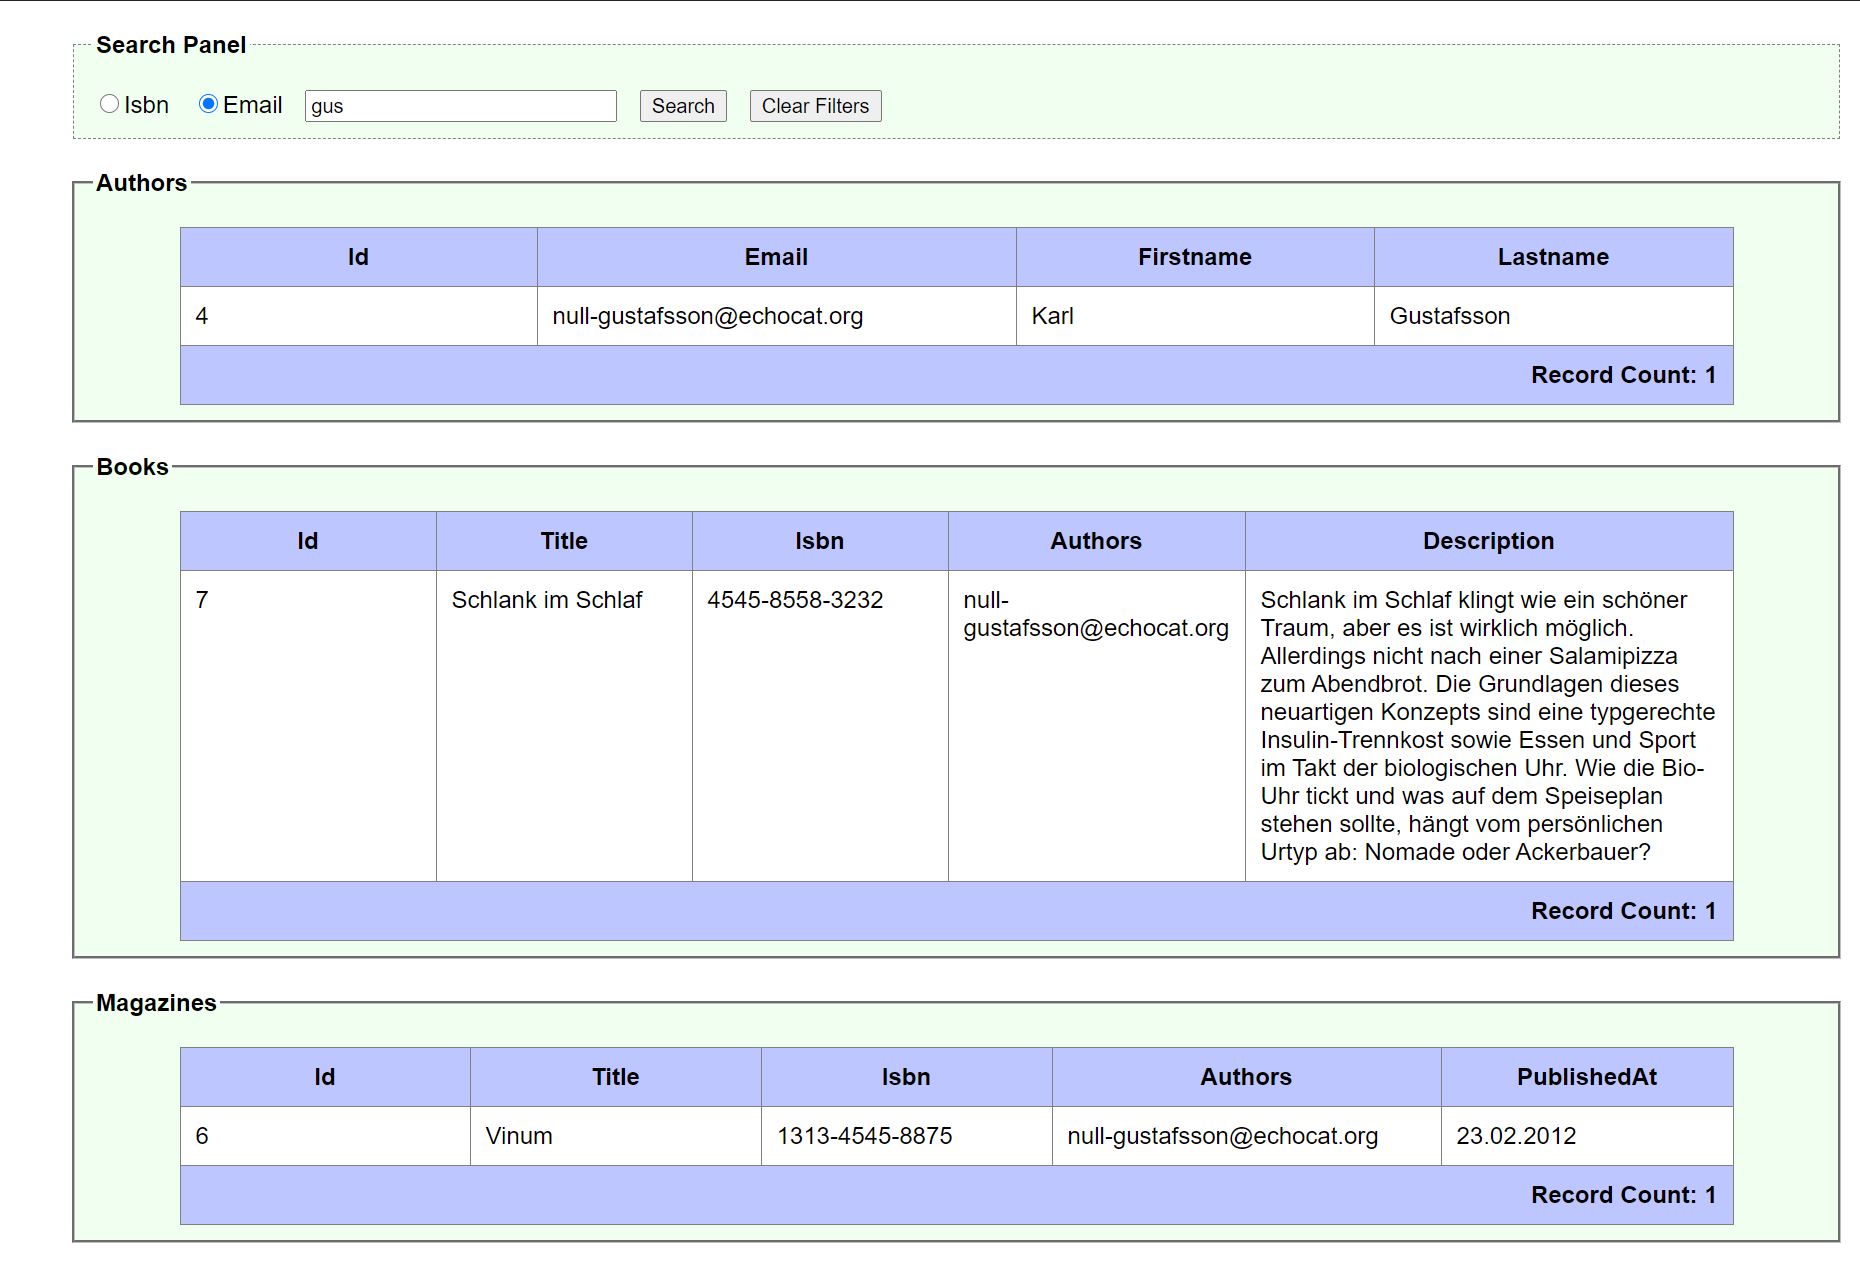 Search Panel
Isbn Email gus Search Clear Filters
Authors
Id Email Firstname Lastname
4 null-gustafsson@echocat.org Karl Gustafsson
Record Count: 1
Books
Id Title Isbn Authors Description
7 Schlank im Schlaf 4545-8558-3232 null-
gustafsson@echocat.org
Schlank im Schlaf klingt wie ein schöner
Traum, aber es ist wirklich möglich.
Allerdings nicht nach einer Salamipizza
zum Abendbrot. Die Grundlagen dieses
neuartigen Konzepts sind eine typgerechte
Insulin-Trennkost sowie Essen und Sport
im Takt der biologischen Uhr. Wie die Bio-
Uhr tickt und was auf dem Speiseplan
stehen sollte, hängt vom persönlichen
Urtyp ab: Nomade oder Ackerbauer?
Record Count: 1
Magazines
Id Title Isbn Authors PublishedAt
6 Vinum 1313-4545-8875 null-gustafsson@echocat.org 23.02.2012
Record Count: 1